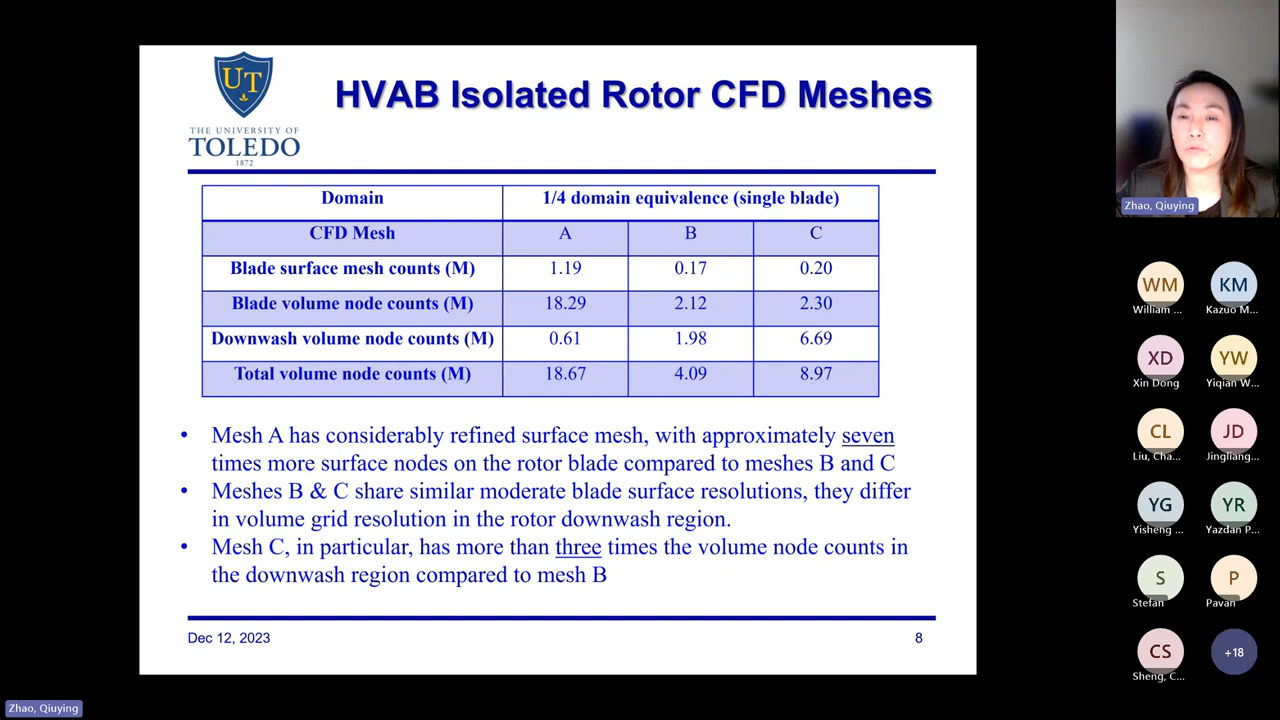 UT
THE UNIVERSITY OF
TOLEDO
1872
HVAB Isolated Rotor CFD Meshes
Domain 1/4 domain equivalence (single blade)
CFD Mesh A B C
Blade surface mesh counts (M) 1.19 0.17 0.20
Blade volume node counts (M) 18.29 2.12 2.30
Downwash volume node counts (M) 0.61 1.98 6.69
Total volume node counts (M) 18.67 4.09 8.97
• Mesh A has considerably refined surface mesh, with approximately seven
times more surface nodes on the rotor blade compared to meshes B and C
• Meshes B & C share similar moderate blade surface resolutions, they differ
in volume grid resolution in the rotor downwash region.
• Mesh C, in particular, has more than three times the volume node counts in
the downwash region compared to mesh B
Dec 12, 2023 8
Zhao, Qiuying
WM KM
William ... Kazuo M...
XD YW
Xin Dong Yiqian W...
CL JD
Liu, Cha... Jingliang...
YG YR
Yisheng ... Yazdan P...
S P
Stefan Pavan
CS +18
Sheng, C...
Zhao, Qiuying